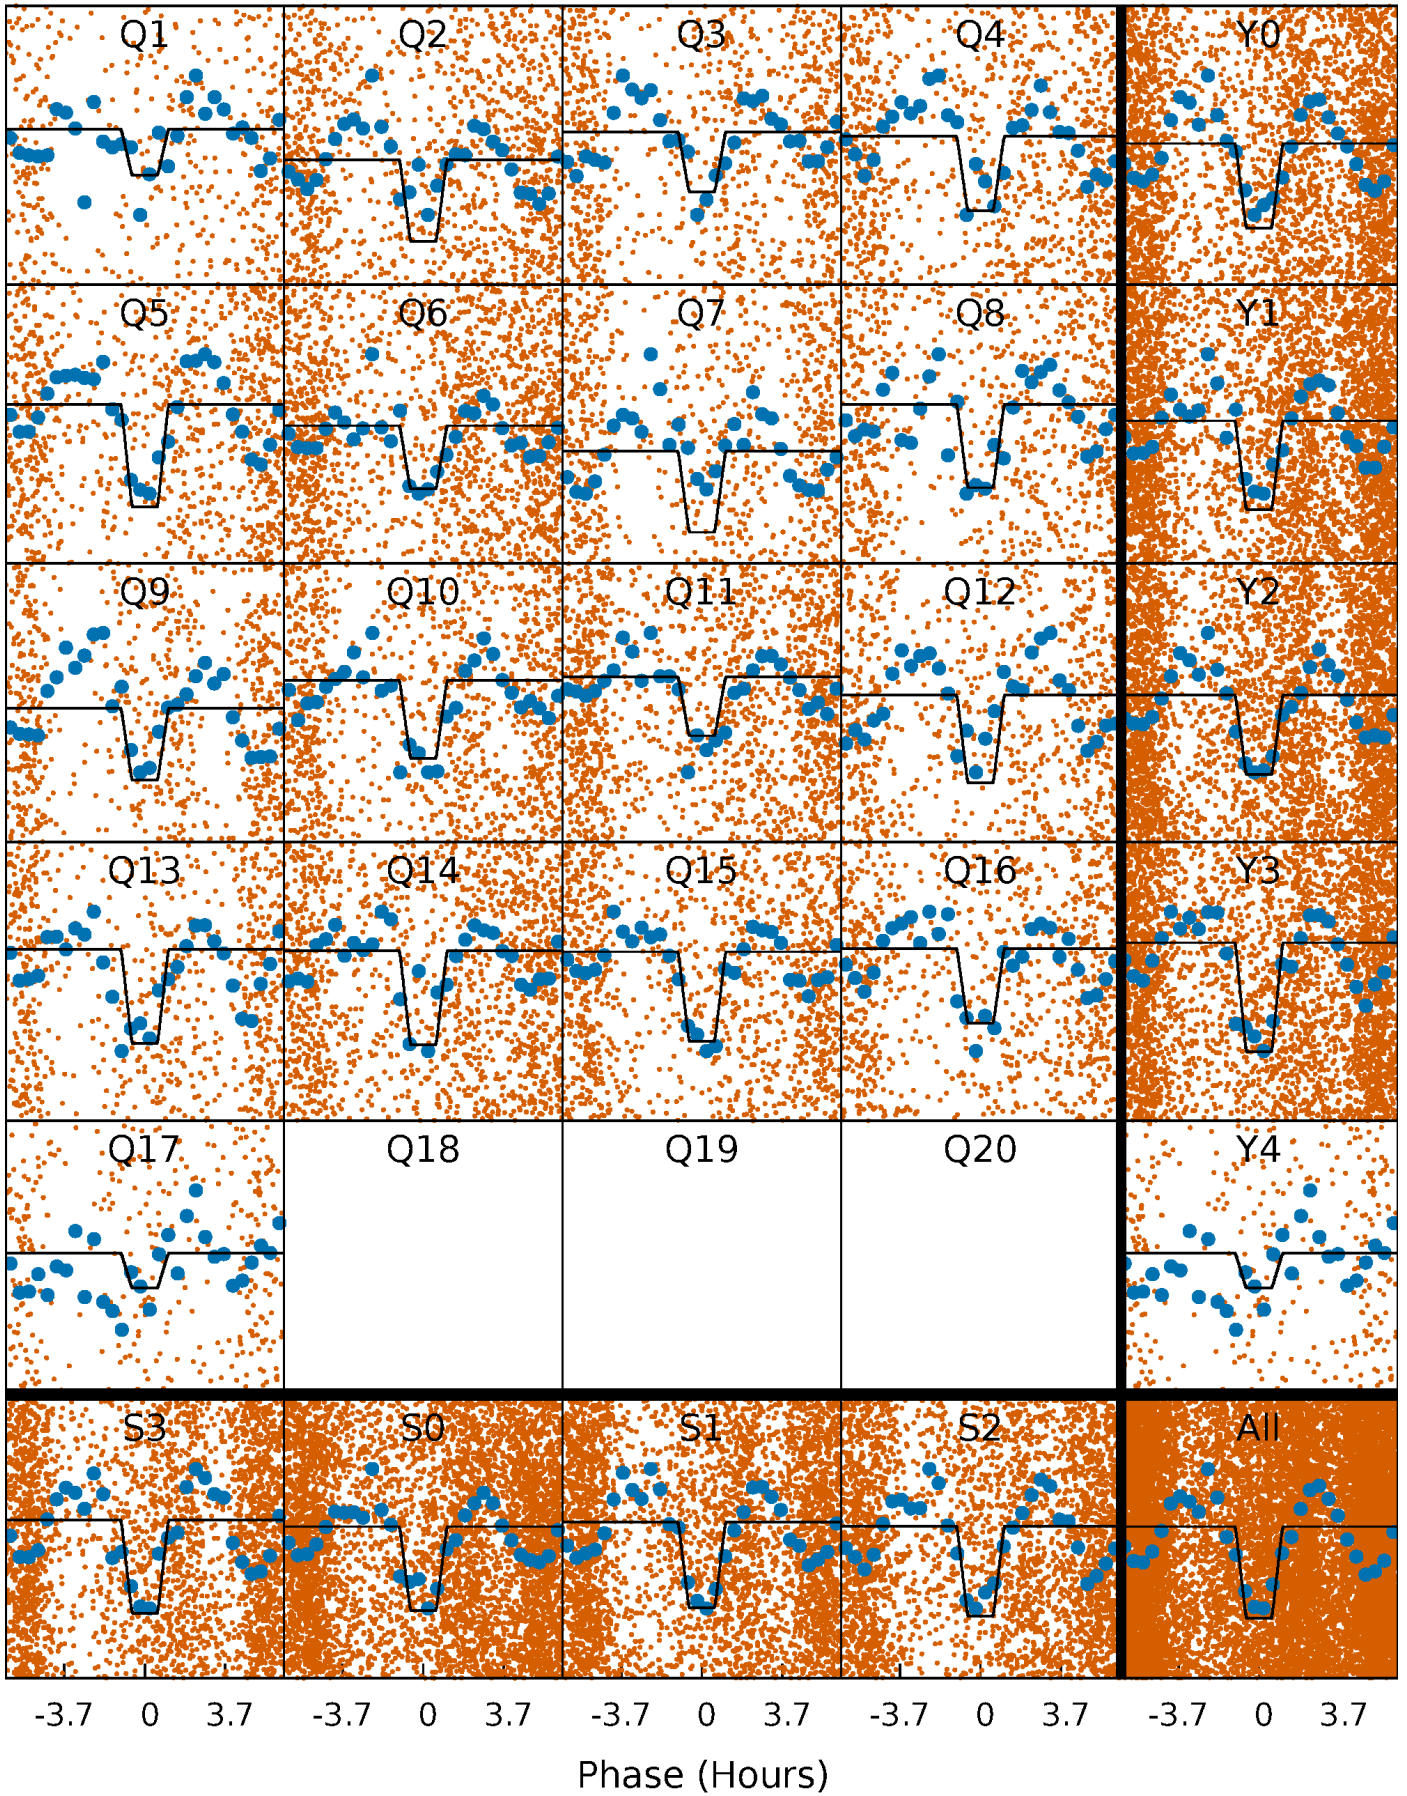 Q1 Q2 Q3 Q4 Y0
Q5 Q6 Q7 Q8 Y1
Q9 Q10 Q11 Q12 Y2
Q13 Q14 Q15 Q16 Y3
Q17 Q18 Q19 Q20 Y4
S3 S0 S1 S2 All
-3.7 0 3.7 -3.7 0 3.7 -3.7 0 3.7 -3.7 0 3.7 -3.7 0 3.7
Phase (Hours)